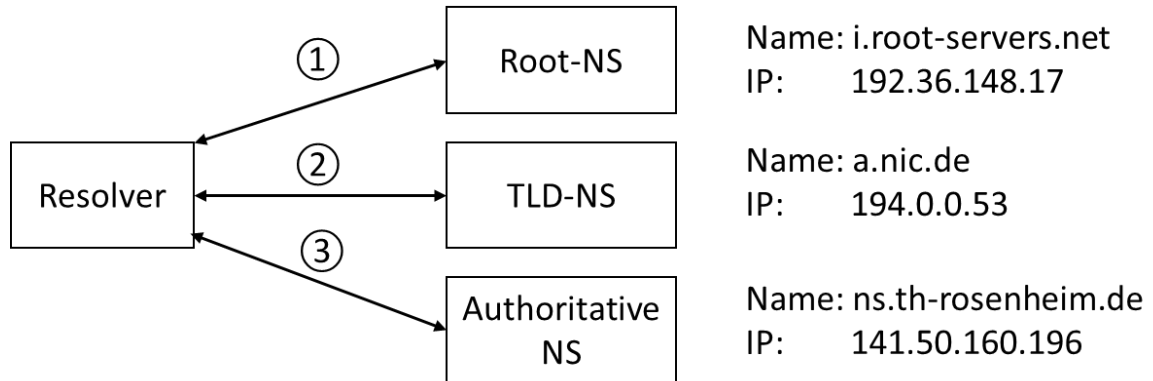 ①
Root-NS
Name: i.root-servers.net
IP: 192.36.148.17
Resolver
②
TLD-NS
Name: a.nic.de
IP: 194.0.0.53
③
Authoritative
NS
Name: ns.th-rosenheim.de
IP: 141.50.160.196